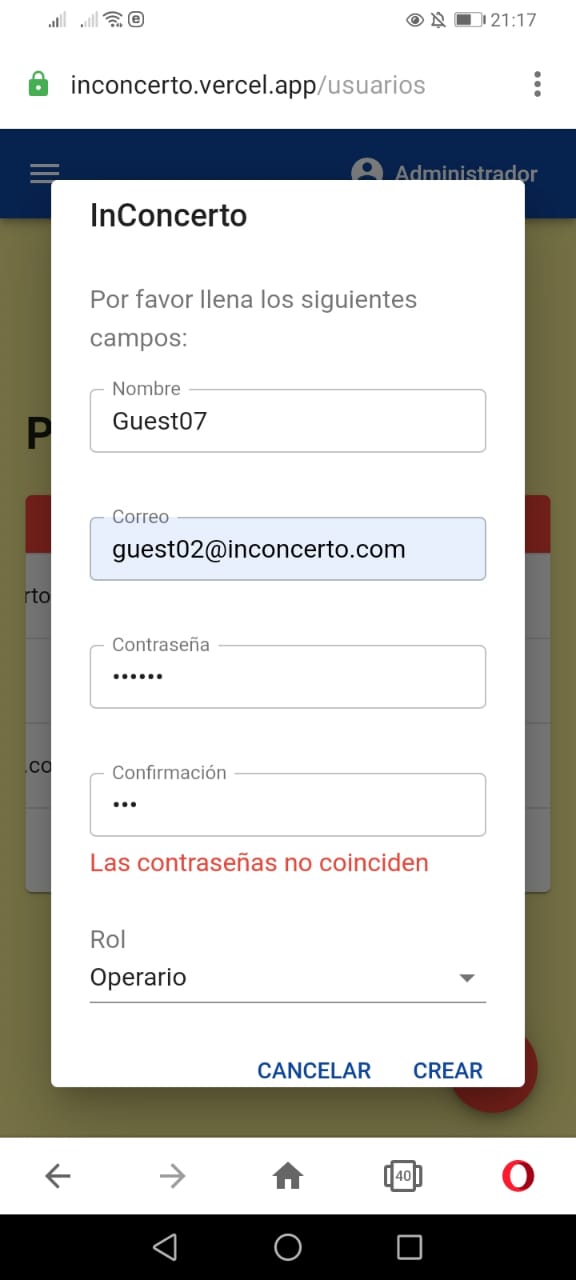 21:17
inconcerto.vercel.app/usuarios
Administrador
InConcerto
Por favor llena los siguientes
campos:
P
Nombre
Guest07
Correo
guest02@inconcerto.com
rto
Contraseña
••••••
.co
Confirmación
•••
Las contraseñas no coinciden
Rol
Operario
CANCELAR CREAR
40